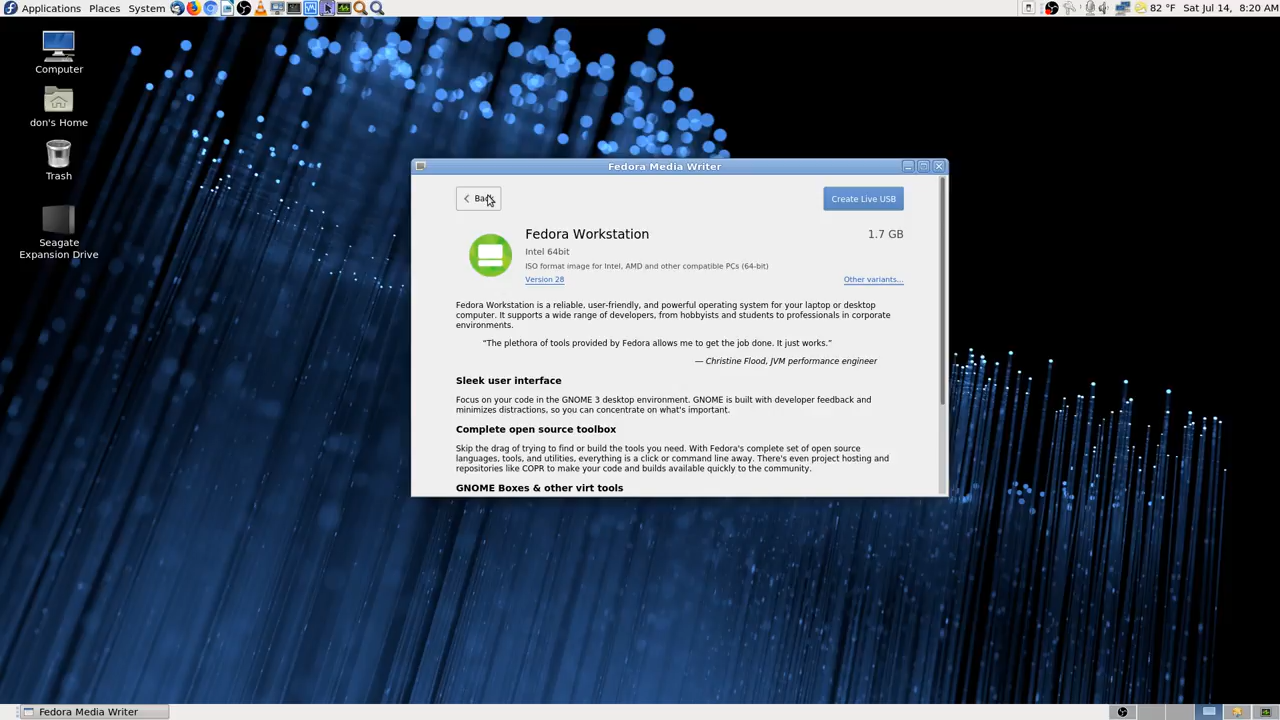 Applications Places System
82 °F Sat Jul 14, 8:20 AM
Computer
don's Home
Trash
Seagate
Expansion Drive
Fedora Media Writer
Back
Create Live USB
Fedora Workstation
1.7 GB
Intel 64bit
ISO format image for Intel, AMD and other compatible PCs (64-bit)
Version 28
Other variants...
Fedora Workstation is a reliable, user-friendly, and powerful operating system for your laptop or desktop
computer. It supports a wide range of developers, from hobbyists and students to professionals in corporate
environments.
“The plethora of tools provided by Fedora allows me to get the job done. It just works.”
— Christine Flood, JVM performance engineer
Sleek user interface
Focus on your code in the GNOME 3 desktop environment. GNOME is built with developer feedback and
minimizes distractions, so you can concentrate on what's important.
Complete open source toolbox
Skip the drag of trying to find or build the tools you need. With Fedora's complete set of open source
languages, tools, and utilities, everything is a click or command line away. There's even project hosting and
repositories like COPR to make your code and builds available quickly to the community.
GNOME Boxes & other virt tools
Fedora Media Writer